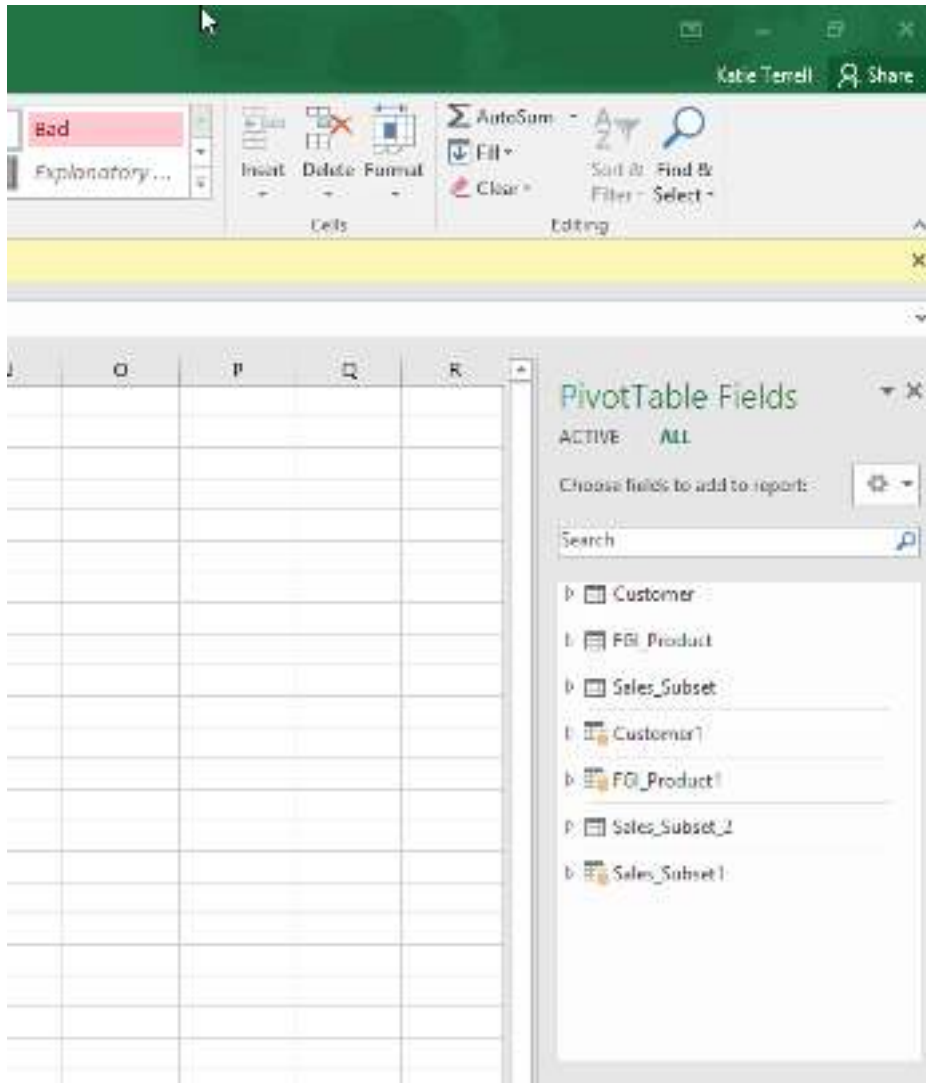 Katie Terrell Share
Bad
Explanatory ...
Insert Delete Format
AutoSum
Fill
Clear
Sort & Filter
Find & Select
Cells
Editing
O P Q R
PivotTable Fields
ACTIVE ALL
Choose fields to add to report:
Search
Customer
FGI_Product
Sales_Subset
Customer1
FGI_Product1
Sales_Subset_2
Sales_Subset1